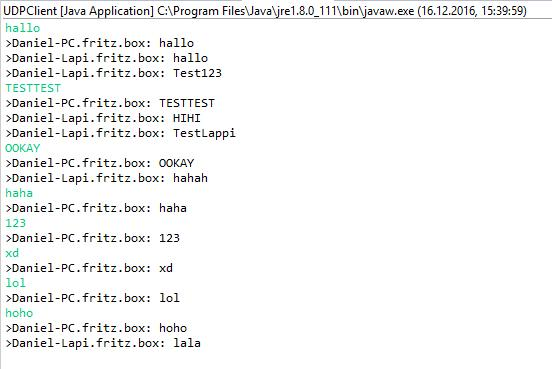 UDPClient [Java Application] C:\Program Files\Java\jre1.8.0_111\bin\javaw.exe (16.12.2016, 15:39:59)
hallo
>Daniel-PC.fritz.box: hallo
>Daniel-Lapi.fritz.box: hallo
>Daniel-Lapi.fritz.box: Test123
TESTTEST
>Daniel-PC.fritz.box: TESTTEST
>Daniel-Lapi.fritz.box: HIHI
>Daniel-Lapi.fritz.box: TestLappi
OOKAY
>Daniel-PC.fritz.box: OOKAY
>Daniel-Lapi.fritz.box: hahah
haha
>Daniel-PC.fritz.box: haha
123
>Daniel-PC.fritz.box: 123
xd
>Daniel-PC.fritz.box: xd
lol
>Daniel-PC.fritz.box: lol
hoho
>Daniel-PC.fritz.box: hoho
>Daniel-Lapi.fritz.box: lala